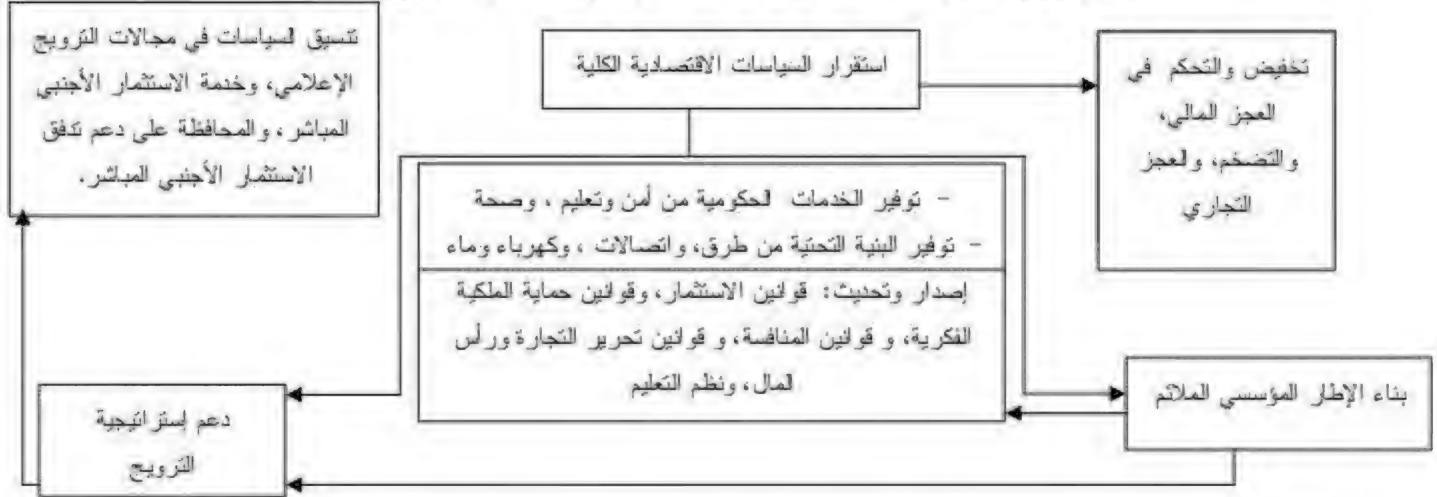 استقرار السياسات الاقتصادية الكلية
تخفيض والتحكم في
العجز المالي،
والتضخم، والعجز
التجاري
تنسيق السياسات في مجالات الترويج
الإعلامي، وخدمة الاستثمار الأجنبي
المباشر، والمحافظة على دعم تدفق
الاستثمار الأجنبي المباشر.
- توفير الخدمات الحكومية من أمن وتعليم ، وصحة
- توفير البنية التحتية من طرق، واتصالات ، وكهرباء وماء
إصدار وتحديث: قوانين الاستثمار، وقوانين حماية الملكية
الفكرية، و قوانين المنافسة، و قوانين تحرير التجارة ورأس
المال، ونظم التعليم
بناء الإطار المؤسسي الملائم
دعم إستراتيجية
الترويج